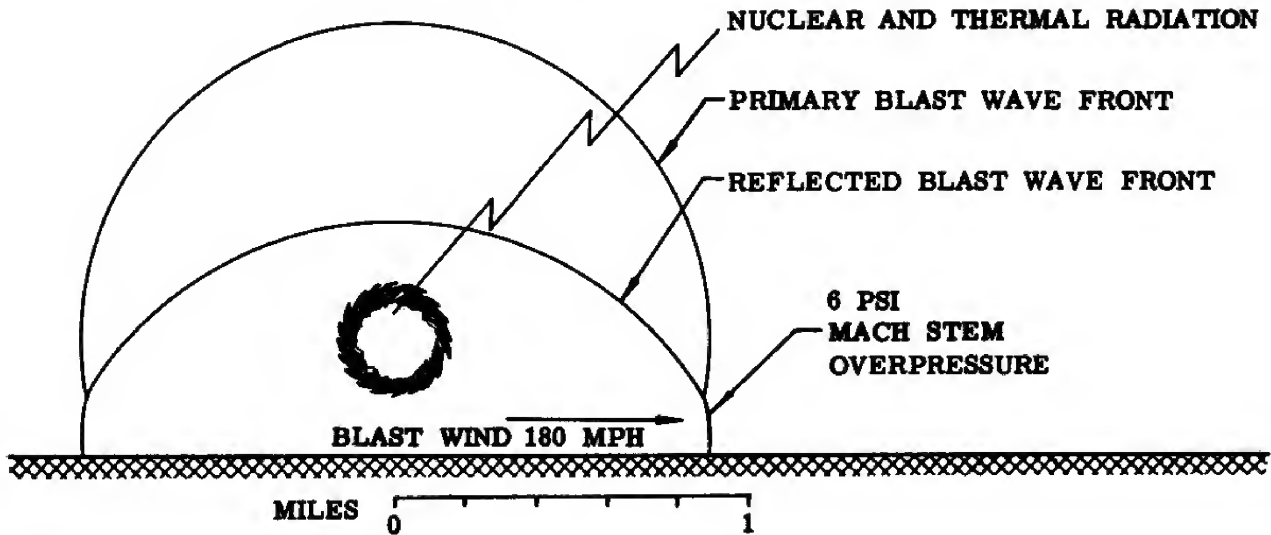 NUCLEAR AND THERMAL RADIATION
PRIMARY BLAST WAVE FRONT
REFLECTED BLAST WAVE FRONT
6 PSI
MACH STEM
OVERPRESSURE
BLAST WIND 180 MPH
MILES
0
1